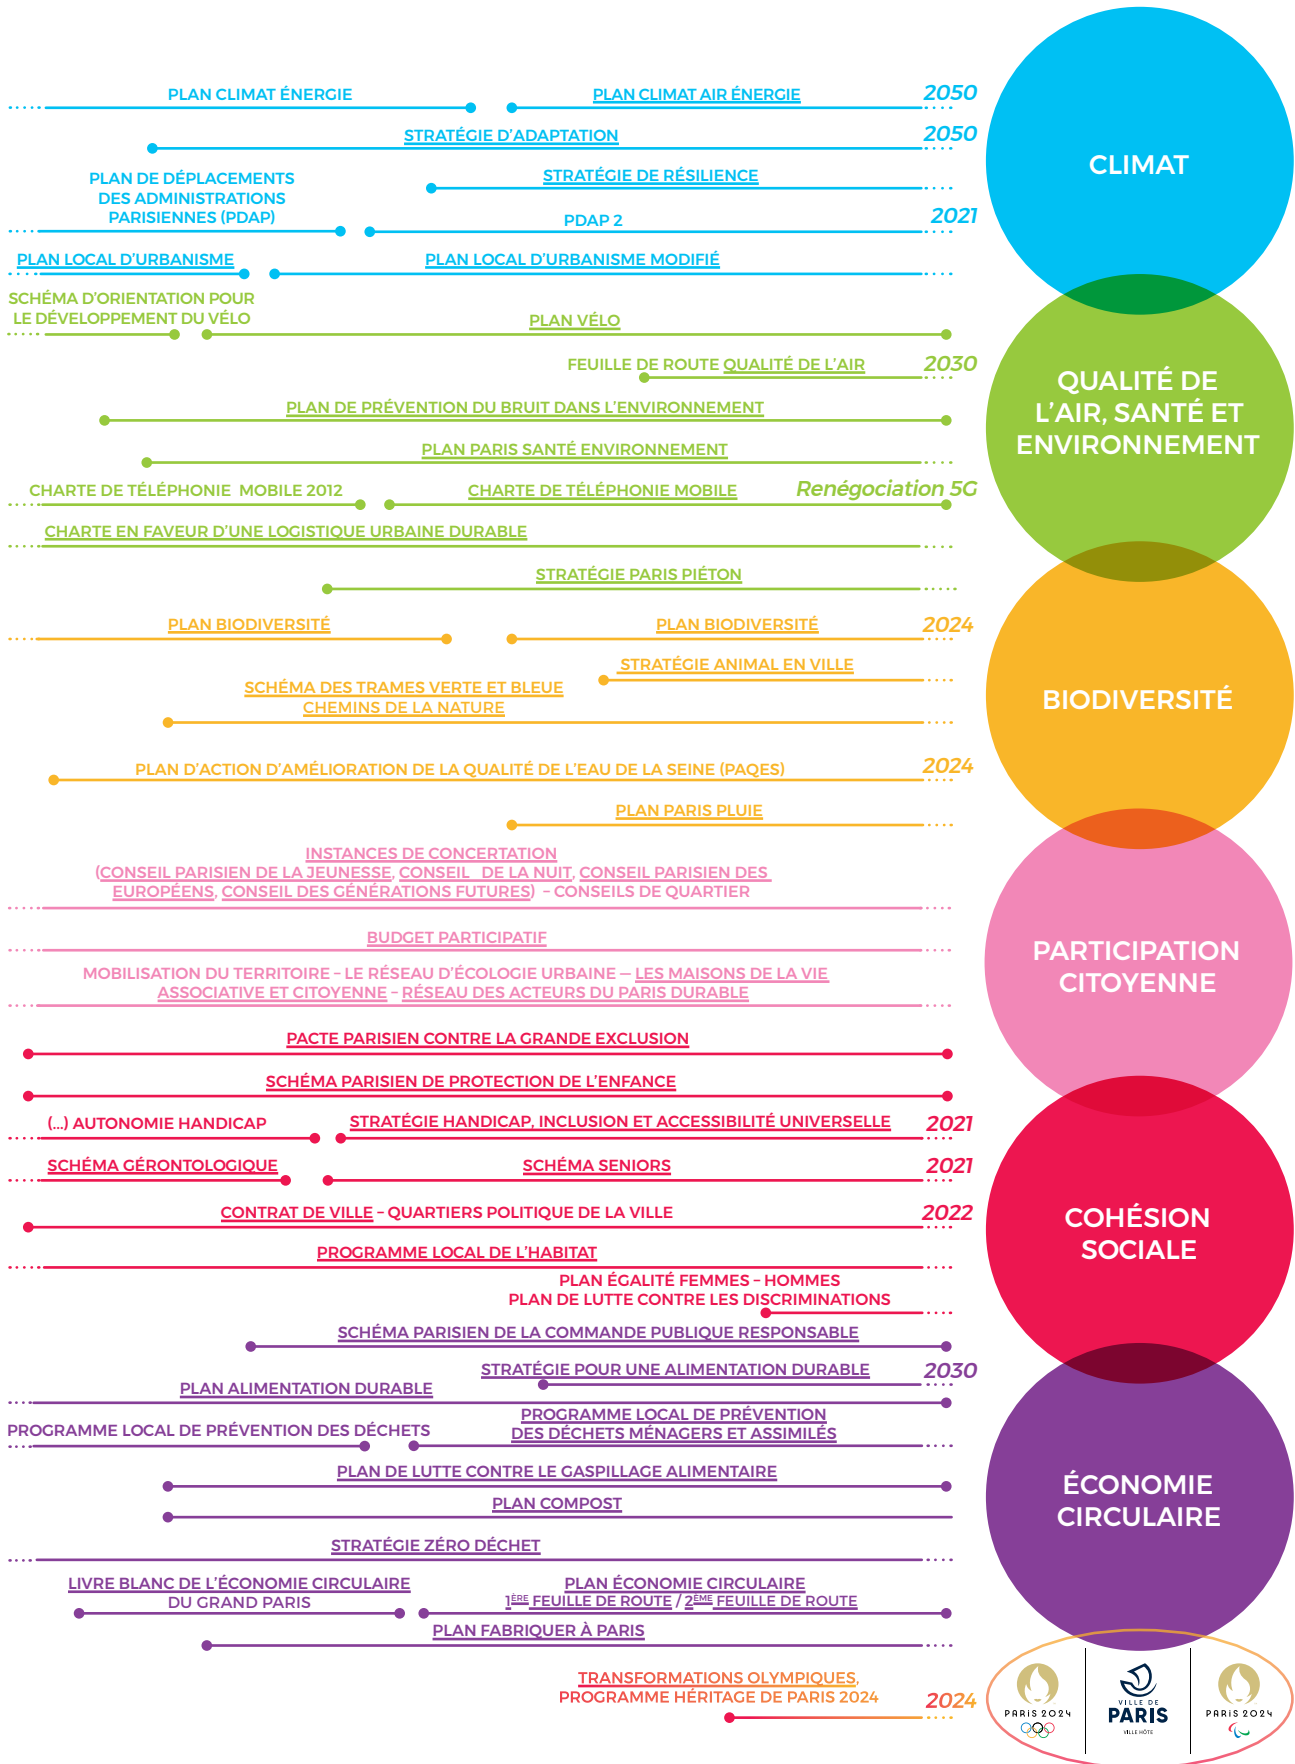 PLAN CLIMAT ÉNERGIE
PLAN CLIMAT AIR ÉNERGIE
2050
STRATÉGIE D'ADAPTATION
2050
PLAN DE DÉPLACEMENTS
DES ADMINISTRATIONS
PARISIENNES (PDAP)
STRATÉGIE DE RÉSILIENCE
PDAP 2
2021
PLAN LOCAL D'URBANISME
PLAN LOCAL D'URBANISME MODIFIÉ
CLIMAT
SCHÉMA D'ORIENTATION POUR
LE DÉVELOPPEMENT DU VÉLO
PLAN VÉLO
FEUILLE DE ROUTE QUALITÉ DE L'AIR
2030
PLAN DE PRÉVENTION DU BRUIT DANS L'ENVIRONNEMENT
PLAN PARIS SANTÉ ENVIRONNEMENT
CHARTE DE TÉLÉPHONIE MOBILE 2012
CHARTE DE TÉLÉPHONIE MOBILE
Renégociation 5G
CHARTE EN FAVEUR D'UNE LOGISTIQUE URBAINE DURABLE
STRATÉGIE PARIS PIÉTON
QUALITÉ DE
L'AIR, SANTÉ ET
ENVIRONNEMENT
PLAN BIODIVERSITÉ
PLAN BIODIVERSITÉ
2024
STRATÉGIE ANIMAL EN VILLE
SCHÉMA DES TRAMES VERTE ET BLEUE
CHEMINS DE LA NATURE
PLAN D'ACTION D'AMÉLIORATION DE LA QUALITÉ DE L'EAU DE LA SEINE (PAQES)
2024
PLAN PARIS PLUIE
BIODIVERSITÉ
INSTANCES DE CONCERTATION
(CONSEIL PARISIEN DE LA JEUNESSE, CONSEIL DE LA NUIT, CONSEIL PARISIEN DES
EUROPÉENS, CONSEIL DES GÉNÉRATIONS FUTURES) – CONSEILS DE QUARTIER
BUDGET PARTICIPATIF
MOBILISATION DU TERRITOIRE – LE RÉSEAU D'ÉCOLOGIE URBAINE — LES MAISONS DE LA VIE
ASSOCIATIVE ET CITOYENNE – RÉSEAU DES ACTEURS DU PARIS DURABLE
PARTICIPATION
CITOYENNE
PACTE PARISIEN CONTRE LA GRANDE EXCLUSION
SCHÉMA PARISIEN DE PROTECTION DE L'ENFANCE
(...) AUTONOMIE HANDICAP
STRATÉGIE HANDICAP, INCLUSION ET ACCESSIBILITÉ UNIVERSELLE
2021
SCHÉMA GÉRONTOLOGIQUE
SCHÉMA SENIORS
2021
CONTRAT DE VILLE – QUARTIERS POLITIQUE DE LA VILLE
2022
PROGRAMME LOCAL DE L'HABITAT
PLAN ÉGALITÉ FEMMES – HOMMES
PLAN DE LUTTE CONTRE LES DISCRIMINATIONS
COHÉSION
SOCIALE
SCHÉMA PARISIEN DE LA COMMANDE PUBLIQUE RESPONSABLE
STRATÉGIE POUR UNE ALIMENTATION DURABLE
2030
PLAN ALIMENTATION DURABLE
PROGRAMME LOCAL DE PRÉVENTION DES DÉCHETS
PROGRAMME LOCAL DE PRÉVENTION
DES DÉCHETS MÉNAGERS ET ASSIMILÉS
PLAN DE LUTTE CONTRE LE GASPILLAGE ALIMENTAIRE
PLAN COMPOST
STRATÉGIE ZÉRO DÉCHET
LIVRE BLANC DE L'ÉCONOMIE CIRCULAIRE
DU GRAND PARIS
PLAN ÉCONOMIE CIRCULAIRE
1ÈRE FEUILLE DE ROUTE / 2ÈME FEUILLE DE ROUTE
PLAN FABRIQUER À PARIS
ÉCONOMIE
CIRCULAIRE
TRANSFORMATIONS OLYMPIQUES,
PROGRAMME HÉRITAGE DE PARIS 2024
2024
PARIS 2024
VILLE DE
PARIS
VILLE HÔTE
PARIS 2024